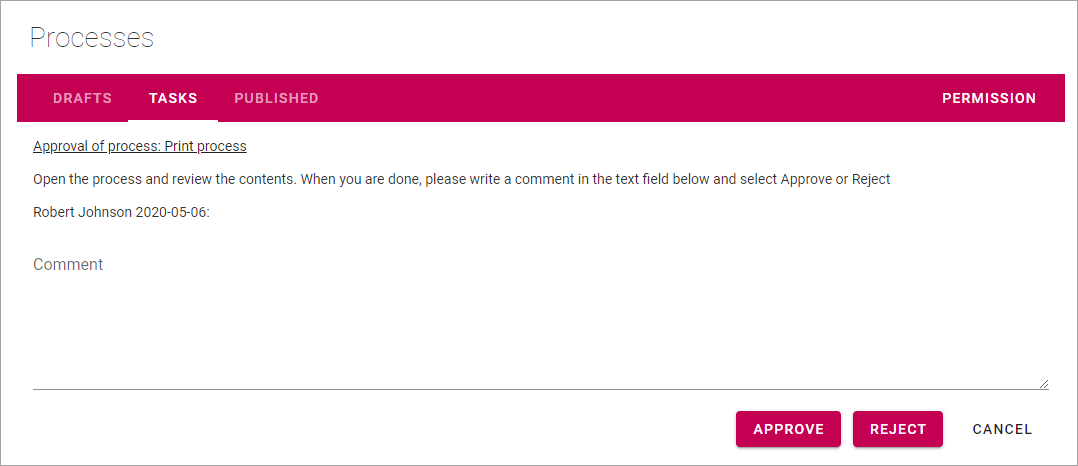 Processes
DRAFTS TASKS PUBLISHED PERMISSION
Approval of process: Print process
Open the process and review the contents. When you are done, please write a comment in the text field below and select Approve or Reject
Robert Johnson 2020-05-06:
Comment
APPROVE REJECT CANCEL